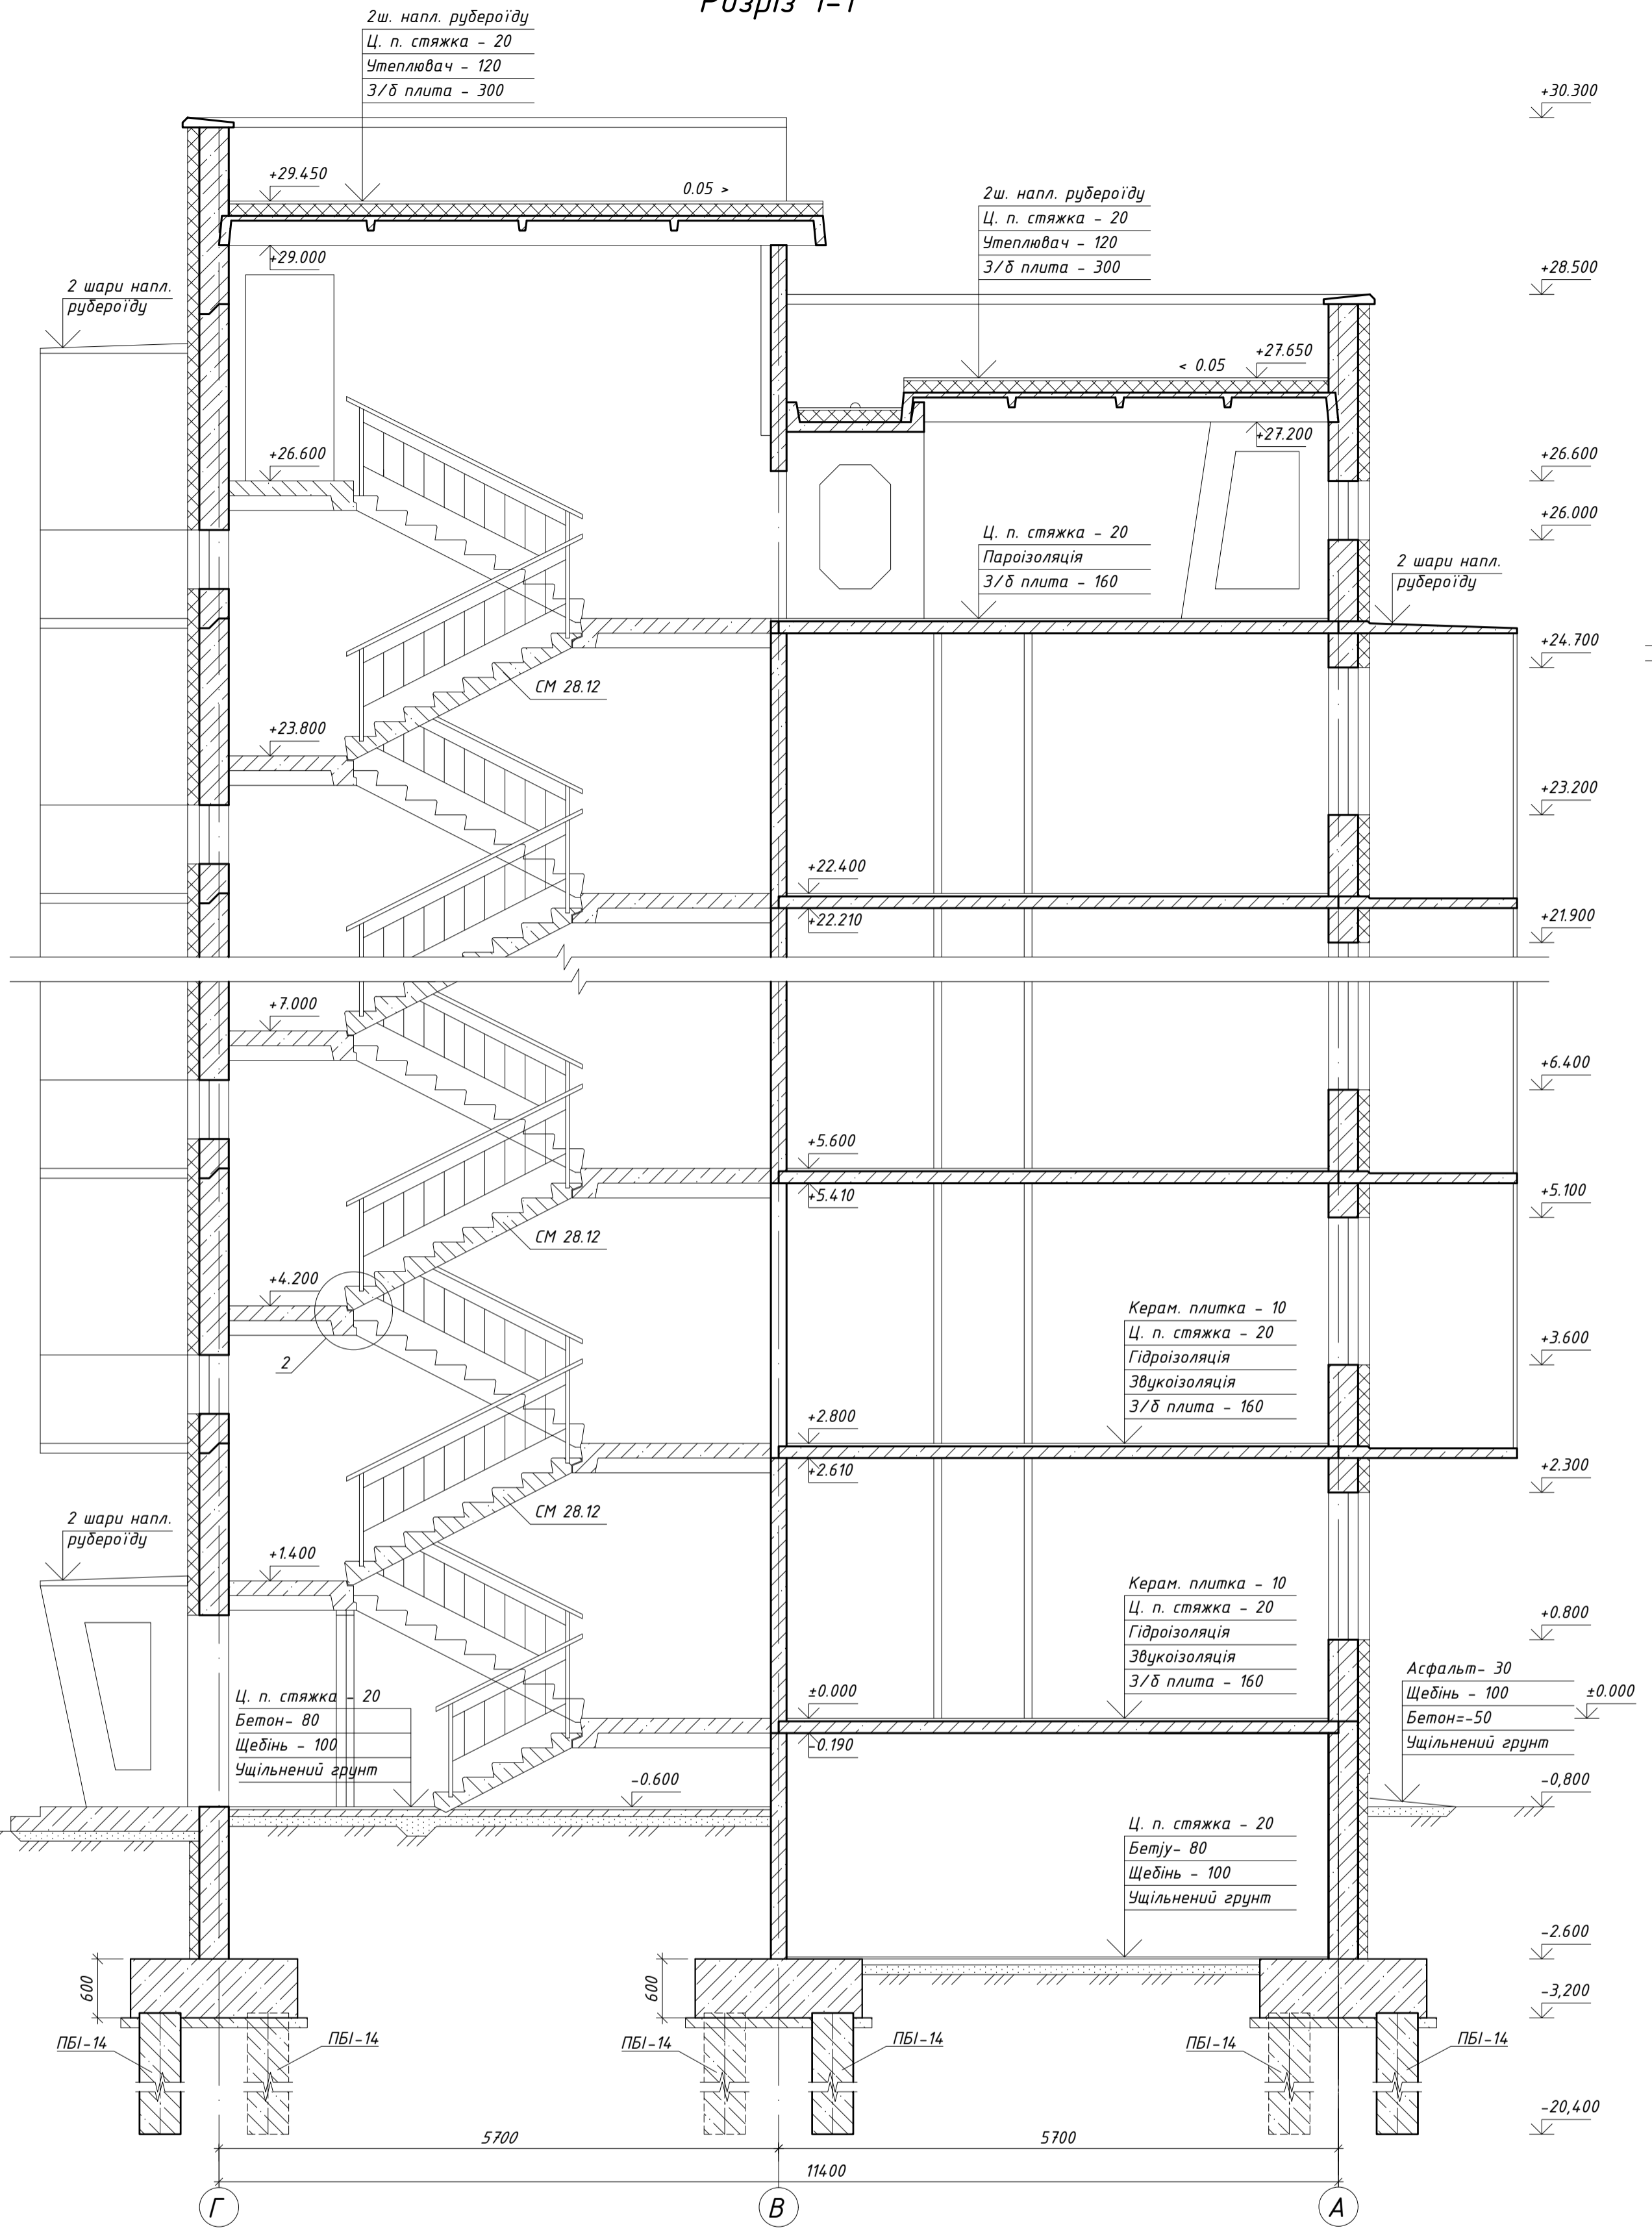 Розріз 1-1
2ш. напл. рубероїду
Ц. п. стяжка - 20
Утеплювач - 120
З/б плита - 300
+30.300
+29.450
0.05 >
2ш. напл. рубероїду
Ц. п. стяжка - 20
Утеплювач - 120
З/б плита - 300
+29.000
+28.500
2 шари напл.
рубероїду
+27.650
< 0.05
+27.200
+26.600
+26.600
+26.000
Ц. п. стяжка - 20
Пароізоляція
З/б плита - 160
2 шари напл.
рубероїду
+24.700
СМ 28.12
+23.800
+23.200
+22.400
+22.210
+21.900
+7.000
+6.400
+5.600
+5.410
+5.100
СМ 28.12
+4.200
2
Керам. плитка - 10
Ц. п. стяжка - 20
Гідроізоляція
Звукоізоляція
З/б плита - 160
+3.600
+2.800
+2.610
+2.300
СМ 28.12
2 шари напл.
рубероїду
+1.400
Керам. плитка - 10
Ц. п. стяжка - 20
Гідроізоляція
Звукоізоляція
З/б плита - 160
+0.800
Ц. п. стяжка - 20
Бетон- 80
Щебінь - 100
Ущільнений грунт
±0.000
-0.190
Асфальт- 30
Щебінь - 100
Бетон=-50
Ущільнений грунт
±0.000
-0.600
-0,800
Ц. п. стяжка - 20
Бетjу- 80
Щебінь - 100
Ущільнений грунт
-2.600
600
600
-3,200
ПБІ-14
ПБІ-14
ПБІ-14
ПБІ-14
ПБІ-14
ПБІ-14
-20,400
5700
5700
11400
Г
В
А